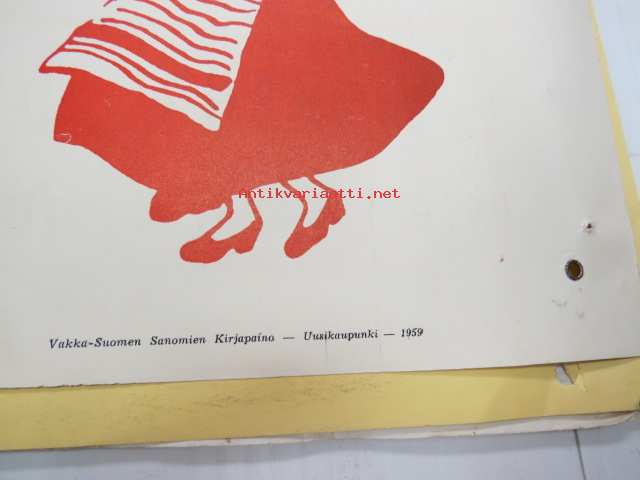 Antikvariaatti.net
Vakka-Suomen Sanomien Kirjapaino — Uusikaupunki — 1959